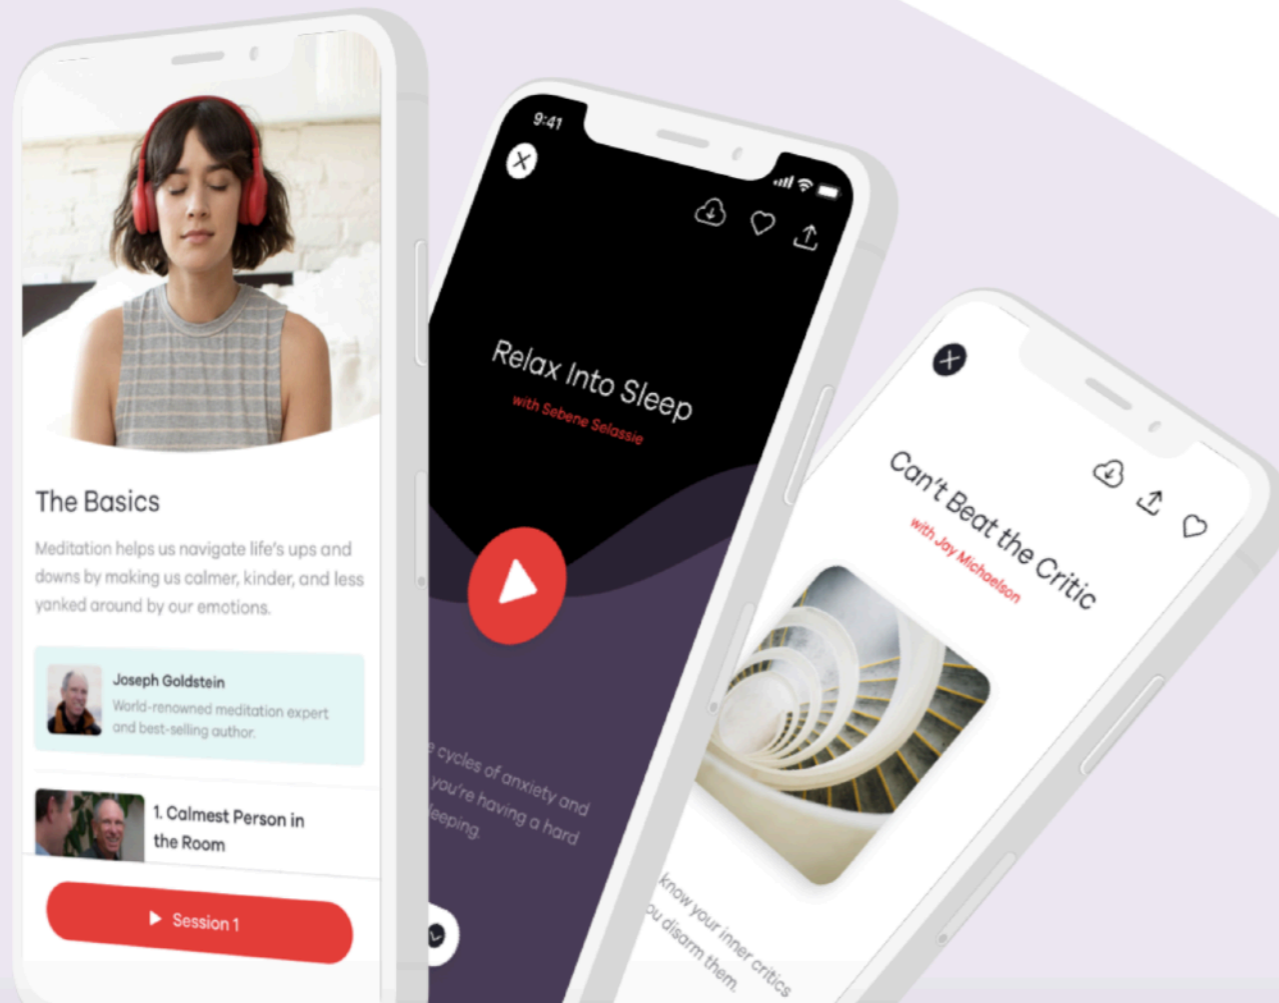 The Basics
Meditation helps us navigate life's ups and
downs by making us calmer, kinder, and less
yanked around by our emotions.
Joseph Goldstein
World-renowned meditation expert
and best-selling author.
1. Calmest Person in
the Room
Session 1
9:41
Relax Into Sleep
with Sebene Selassie
e cycles of anxiety and
you're having a hard
leeping.
Can't Beat the Critic
with Jay Michaelson
know your inner critics
ou disarm them.